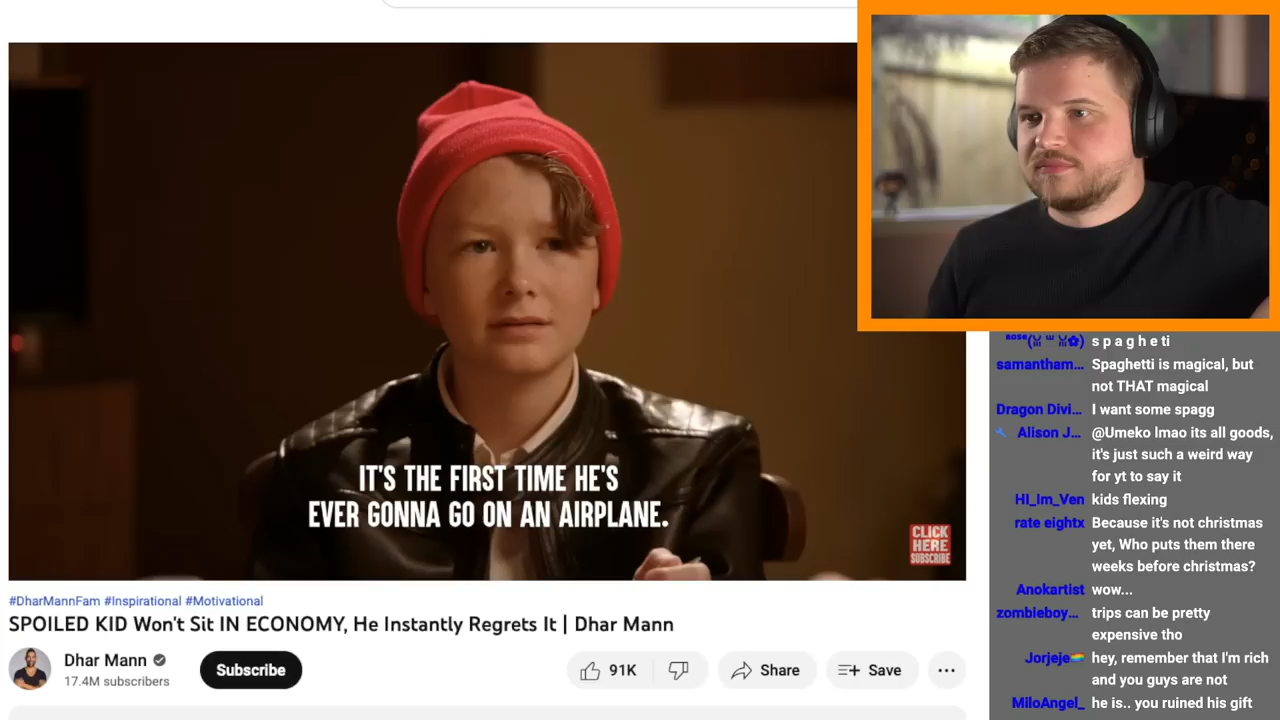 IT'S THE FIRST TIME HE'S
EVER GONNA GO ON AN AIRPLANE.
CLICK
HERE
SUBSCRIBE
#DharMannFam #Inspirational #Motivational
SPOILED KID Won't Sit IN ECONOMY, He Instantly Regrets It | Dhar Mann
Dhar Mann
17.4M subscribers
Subscribe
91K
Share
Save
s p a g h e ti
samantham... Spaghetti is magical, but
not THAT magical
Dragon Divi... I want some spagg
Alison J... @Umeko lmao its all goods,
it's just such a weird way
for yt to say it
HI_Im_Ven kids flexing
rate eightx Because it's not christmas
yet, Who puts them there
weeks before christmas?
Anokartist wow...
zombieboy... trips can be pretty
expensive tho
Jorjeje🏳️‍🌈 hey, remember that I'm rich
and you guys are not
MiloAngel_ he is.. you ruined his gift